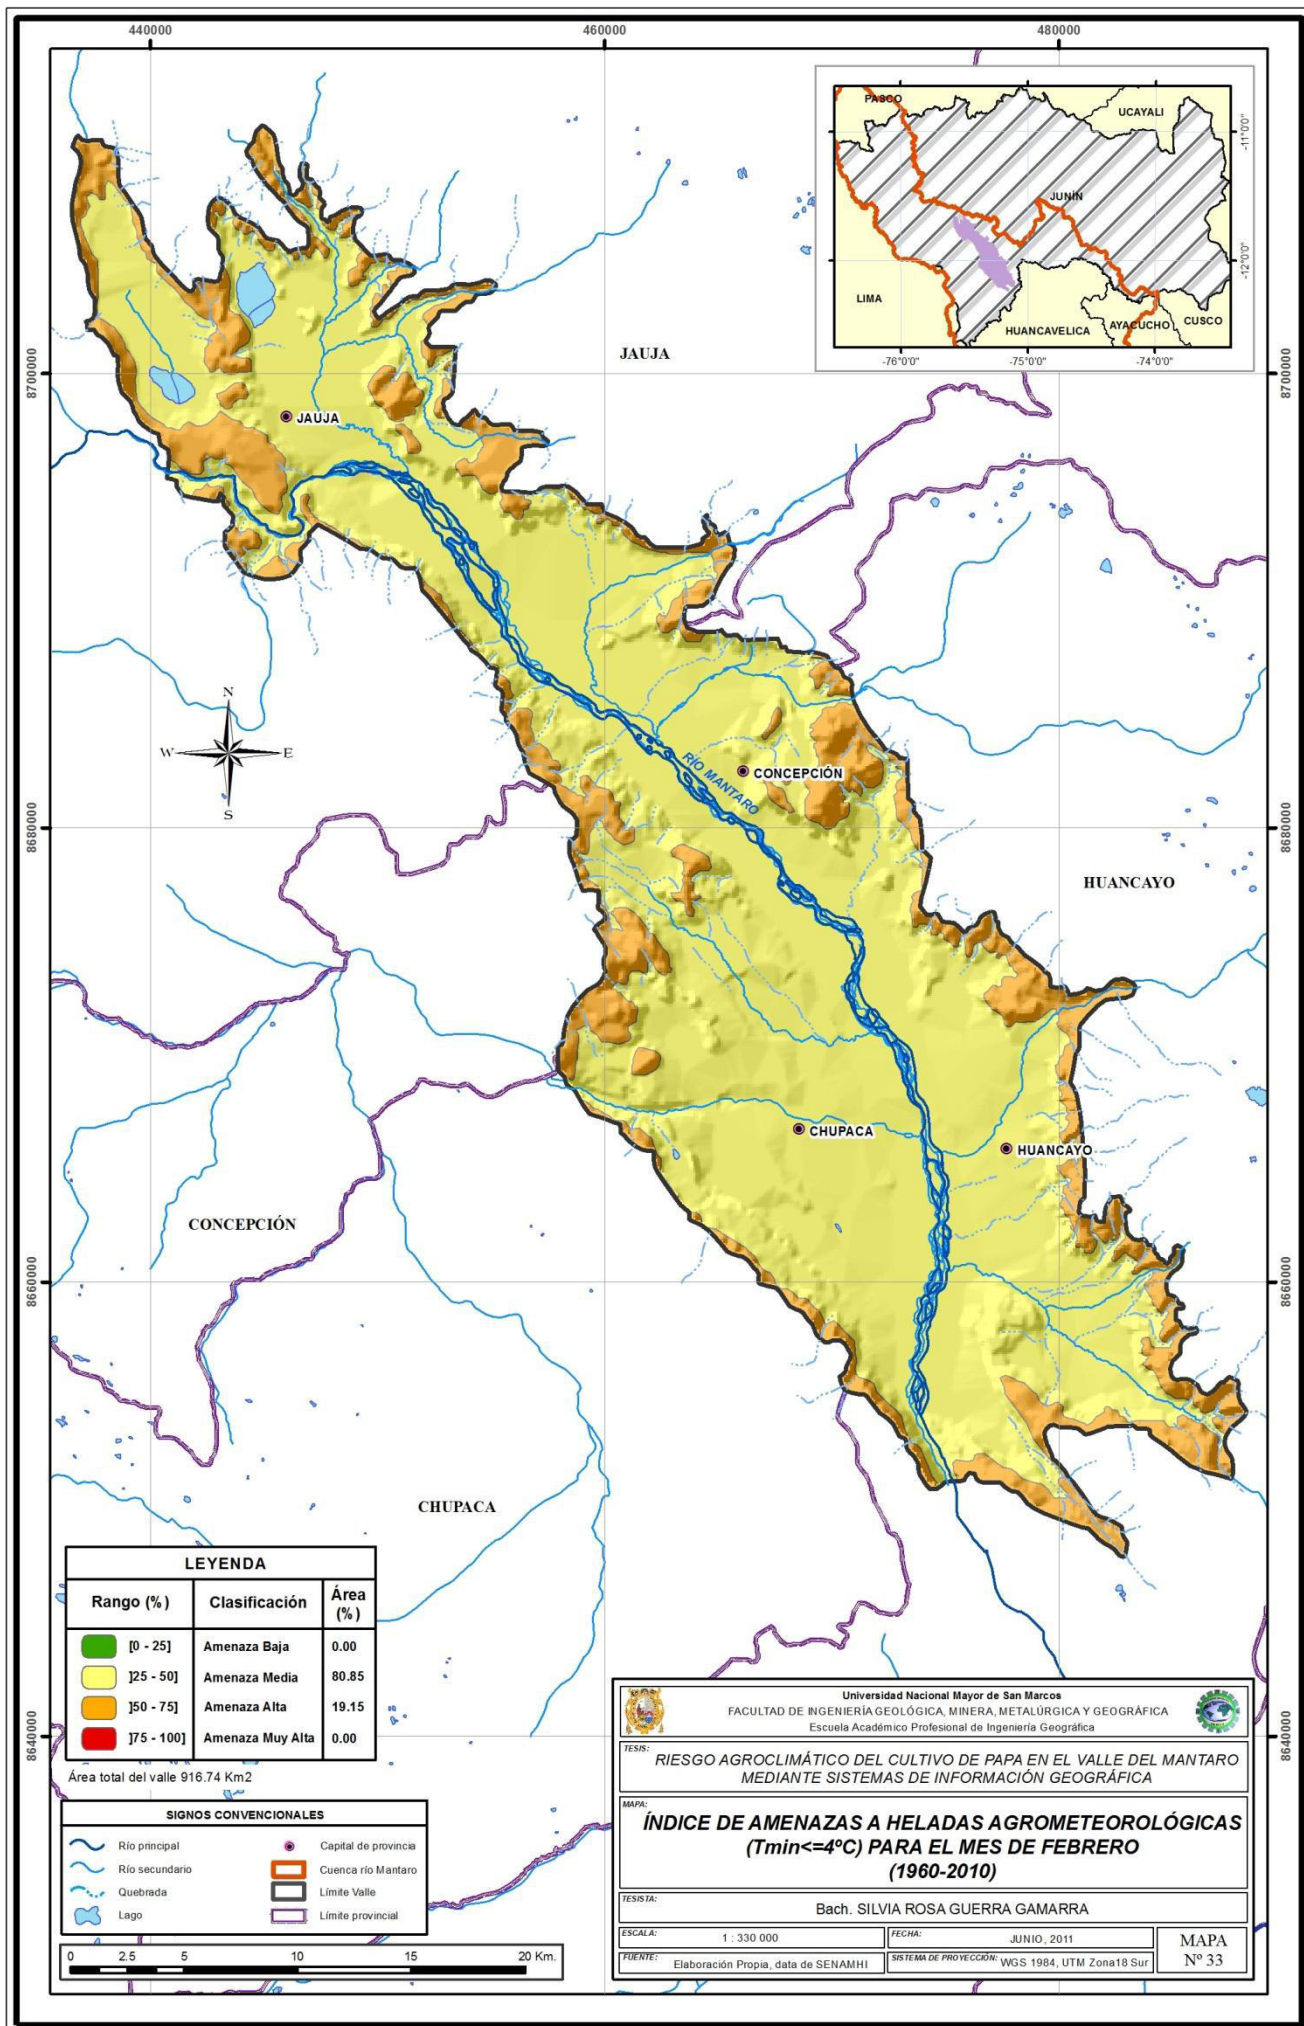 440000
460000
480000
8700000
8680000
8660000
8640000
8700000
8680000
8660000
8640000
PASCO
UCAYALI
JUNÍN
LIMA
HUANCAVELICA
AYACUCHO
CUSCO
-11°0'0"
-12°0'0"
-76°0'0"
-75°0'0"
-74°0'0"
JAUJA
JAUJA
N
W
E
S
RÍO MANTARO
CONCEPCIÓN
HUANCAYO
CHUPACA
HUANCAYO
CONCEPCIÓN
CHUPACA
LEYENDA
Rango (%) Clasificación Área (%)
[0 - 25] Amenaza Baja 0.00
]25 - 50] Amenaza Media 80.85
]50 - 75] Amenaza Alta 19.15
]75 - 100] Amenaza Muy Alta 0.00
Área total del valle 916.74 Km2
SIGNOS CONVENCIONALES
Río principal
Río secundario
Quebrada
Lago
Capital de provincia
Cuenca río Mantaro
Límite Valle
Límite provincial
0 2.5 5 10 15 20 Km.
Universidad Nacional Mayor de San Marcos
FACULTAD DE INGENIERÍA GEOLÓGICA, MINERA, METALÚRGICA Y GEOGRÁFICA
Escuela Académico Profesional de Ingeniería Geográfica
TESIS:
RIESGO AGROCLIMÁTICO DEL CULTIVO DE PAPA EN EL VALLE DEL MANTARO
MEDIANTE SISTEMAS DE INFORMACIÓN GEOGRÁFICA
MAPA:
ÍNDICE DE AMENAZAS A HELADAS AGROMETEOROLÓGICAS
(Tmin<=4ºC) PARA EL MES DE FEBRERO
(1960-2010)
TESISTA:
Bach. SILVIA ROSA GUERRA GAMARRA
ESCALA: 1 : 330 000
FECHA: JUNIO, 2011
FUENTE: Elaboración Propia, data de SENAMHI
SISTEMA DE PROYECCIÓN: WGS 1984, UTM Zona18 Sur
MAPA
Nº 33